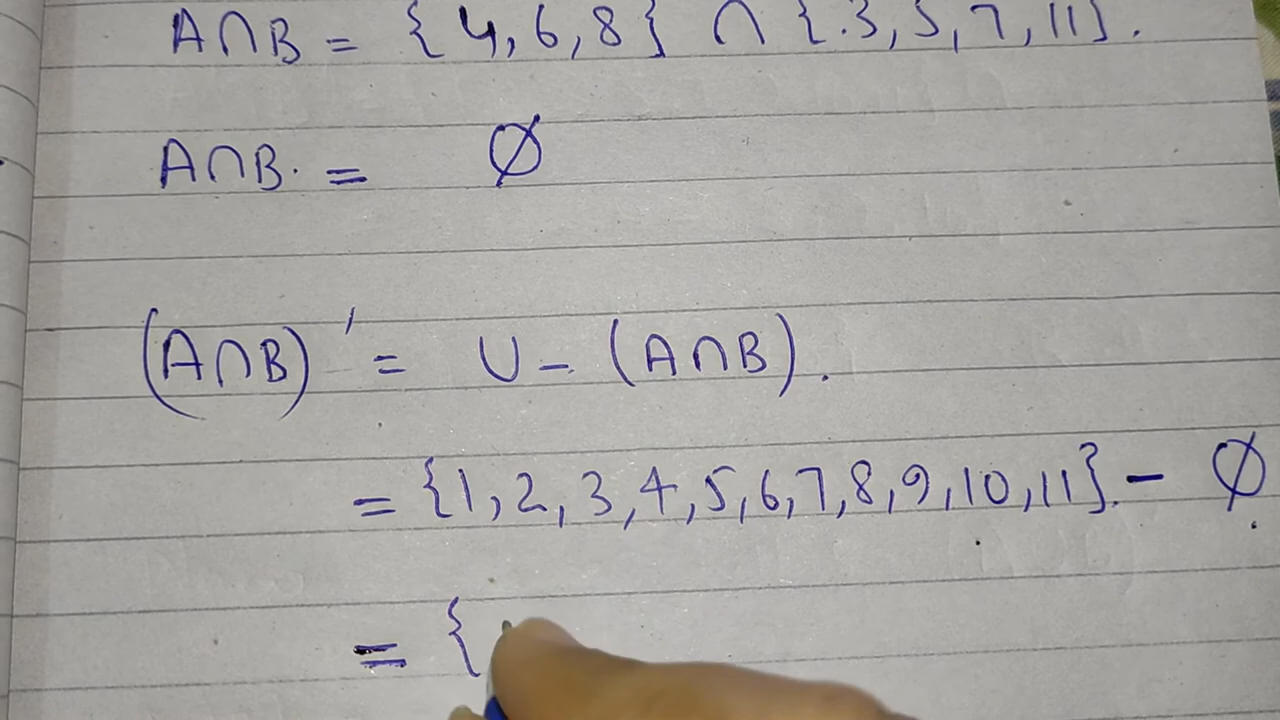 A∩B = {4, 6, 8} ∩ {.3, 5, 7, 11}.
A∩B. = Ø
(A∩B)' = U - (A∩B).
= {1, 2, 3, 4, 5, 6, 7, 8, 9, 10, 11}. - Ø.
= {